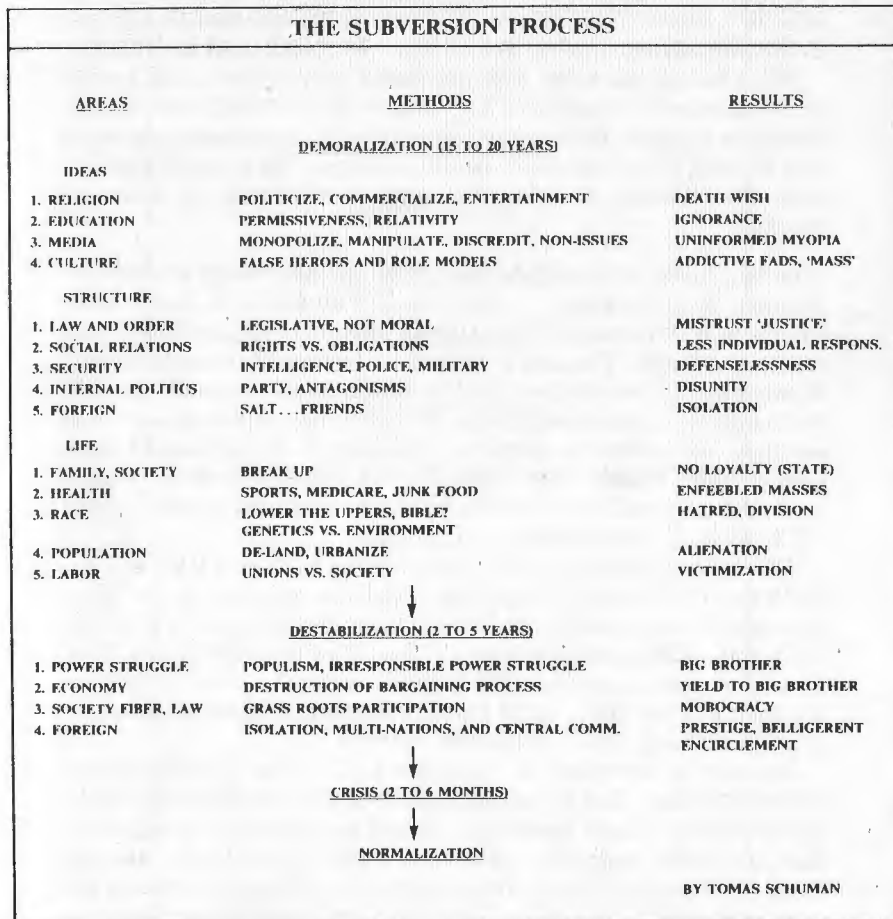 THE SUBVERSION PROCESS
AREAS METHODS RESULTS
DEMORALIZATION (15 TO 20 YEARS)
IDEAS
1. RELIGION POLITICIZE, COMMERCIALIZE, ENTERTAINMENT DEATH WISH
2. EDUCATION PERMISSIVENESS, RELATIVITY IGNORANCE
3. MEDIA MONOPOLIZE, MANIPULATE, DISCREDIT, NON-ISSUES UNINFORMED MYOPIA
4. CULTURE FALSE HEROES AND ROLE MODELS ADDICTIVE FADS, 'MASS'
STRUCTURE
1. LAW AND ORDER LEGISLATIVE, NOT MORAL MISTRUST 'JUSTICE'
2. SOCIAL RELATIONS RIGHTS VS. OBLIGATIONS LESS INDIVIDUAL RESPONS.
3. SECURITY INTELLIGENCE, POLICE, MILITARY DEFENSELESSNESS
4. INTERNAL POLITICS PARTY, ANTAGONISMS DISUNITY
5. FOREIGN SALT...FRIENDS ISOLATION
LIFE
1. FAMILY, SOCIETY BREAK UP NO LOYALTY (STATE)
2. HEALTH SPORTS, MEDICARE, JUNK FOOD ENFEEBLED MASSES
3. RACE LOWER THE UPPERS, BIBLE? HATRED, DIVISION
GENETICS VS. ENVIRONMENT
4. POPULATION DE-LAND, URBANIZE ALIENATION
5. LABOR UNIONS VS. SOCIETY VICTIMIZATION
DESTABILIZATION (2 TO 5 YEARS)
1. POWER STRUGGLE POPULISM, IRRESPONSIBLE POWER STRUGGLE BIG BROTHER
2. ECONOMY DESTRUCTION OF BARGAINING PROCESS YIELD TO BIG BROTHER
3. SOCIETY FIBER, LAW GRASS ROOTS PARTICIPATION MOBOCRACY
4. FOREIGN ISOLATION, MULTI-NATIONS, AND CENTRAL COMM. PRESTIGE, BELLIGERENT
ENCIRCLEMENT
CRISIS (2 TO 6 MONTHS)
NORMALIZATION
BY TOMAS SCHUMAN